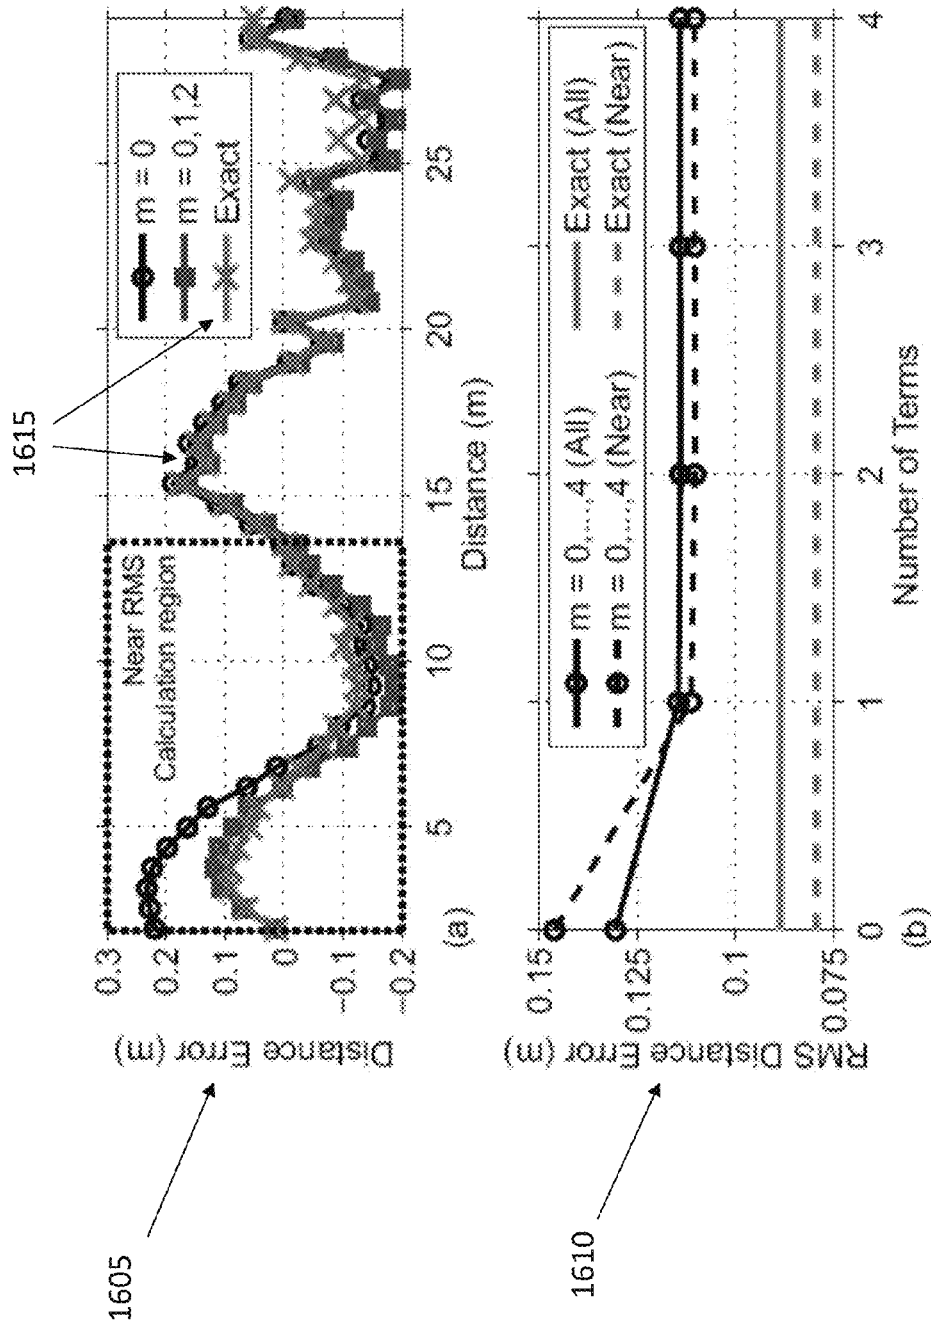 1605
1610
1615
Distance Error (m)
0.3
0.2
0.1
0
−0.1
−0.2
Near RMS
Calculation region
m = 0
m = 0,1,2
Exact
5
10
15
20
25
Distance (m)
(a)
RMS Distance Error (m)
0.15
0.125
0.1
0.075
m = 0,...,4 (All)
m = 0,...,4 (Near)
Exact (All)
Exact (Near)
0
1
2
3
4
Number of Terms
(b)